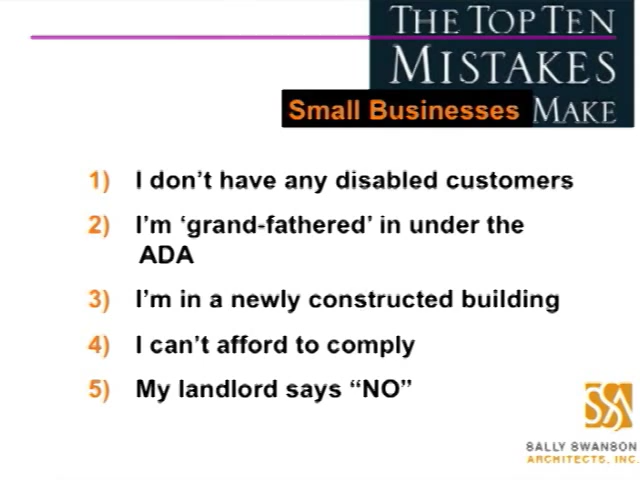 THE TOP TEN
MISTAKES
Small Businesses MAKE
1) I don't have any disabled customers
2) I'm 'grand-fathered' in under the
ADA
3) I'm in a newly constructed building
4) I can't afford to comply
5) My landlord says "NO"
SSA
SALLY SWANSON
ARCHITECTS, INC.